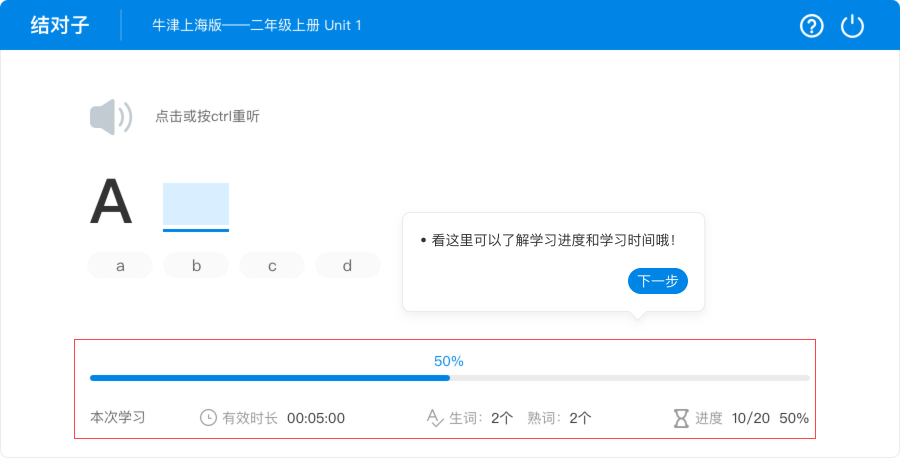 结对子
牛津上海版——二年级上册 Unit 1
点击或按ctrl重听
A
a b c d
• 看这里可以了解学习进度和学习时间哦！
下一步
50%
本次学习 有效时长 00:05:00 生词：2个 熟词：2个 进度 10/20 50%